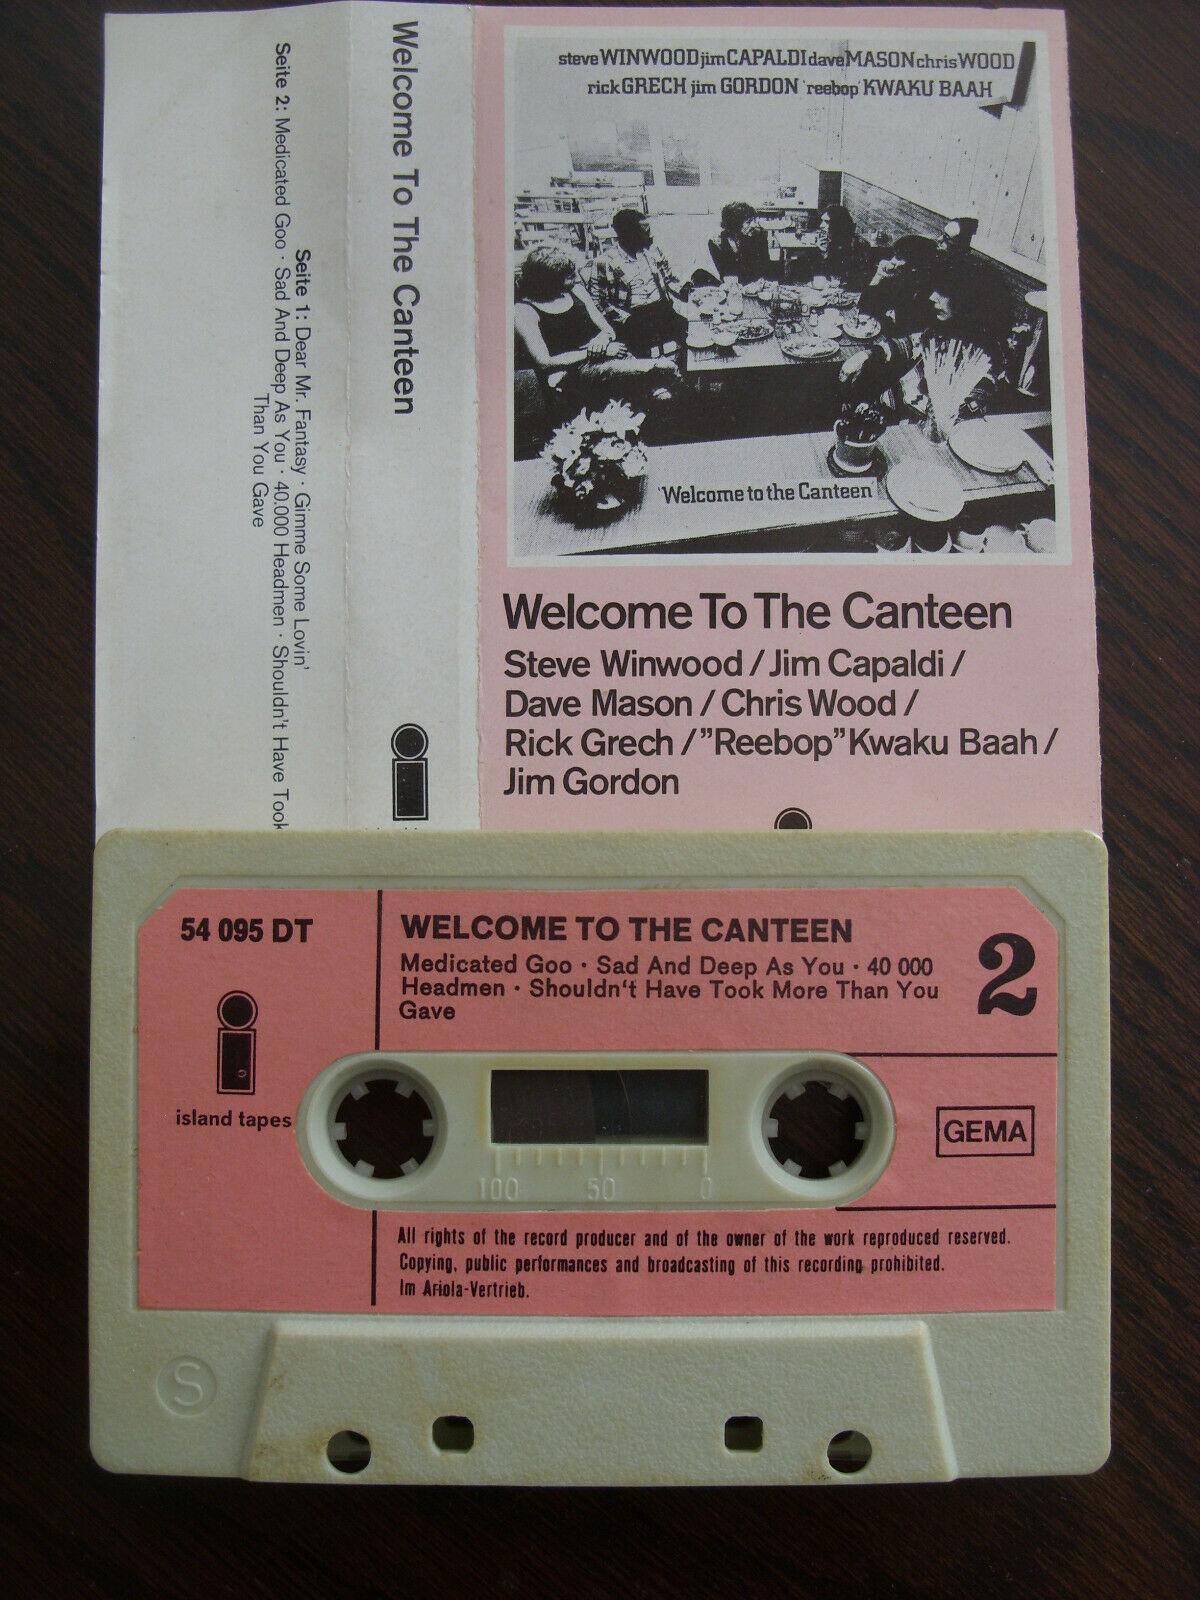 Welcome To The Canteen
Seite 1: Dear Mr. Fantasy · Gimme Some Lovin'
Seite 2: Medicated Goo · Sad And Deep As You · 40.000 Headmen · Shouldn't Have Took
Than You Gave
steve WINWOOD jim CAPALDI dave MASON chris WOOD
rick GRECH jim GORDON 'reebop' KWAKU BAAH
'Welcome to the Canteen
Welcome To The Canteen
Steve Winwood / Jim Capaldi /
Dave Mason / Chris Wood /
Rick Grech / ”Reebop” Kwaku Baah /
Jim Gordon
54 095 DT
island tapes
WELCOME TO THE CANTEEN
Medicated Goo · Sad And Deep As You · 40 000
Headmen · Shouldn't Have Took More Than You
Gave
2
GEMA
100 50 0
All rights of the record producer and of the owner of the work reproduced reserved.
Copying, public performances and broadcasting of this recording prohibited.
Im Ariola-Vertrieb.
S